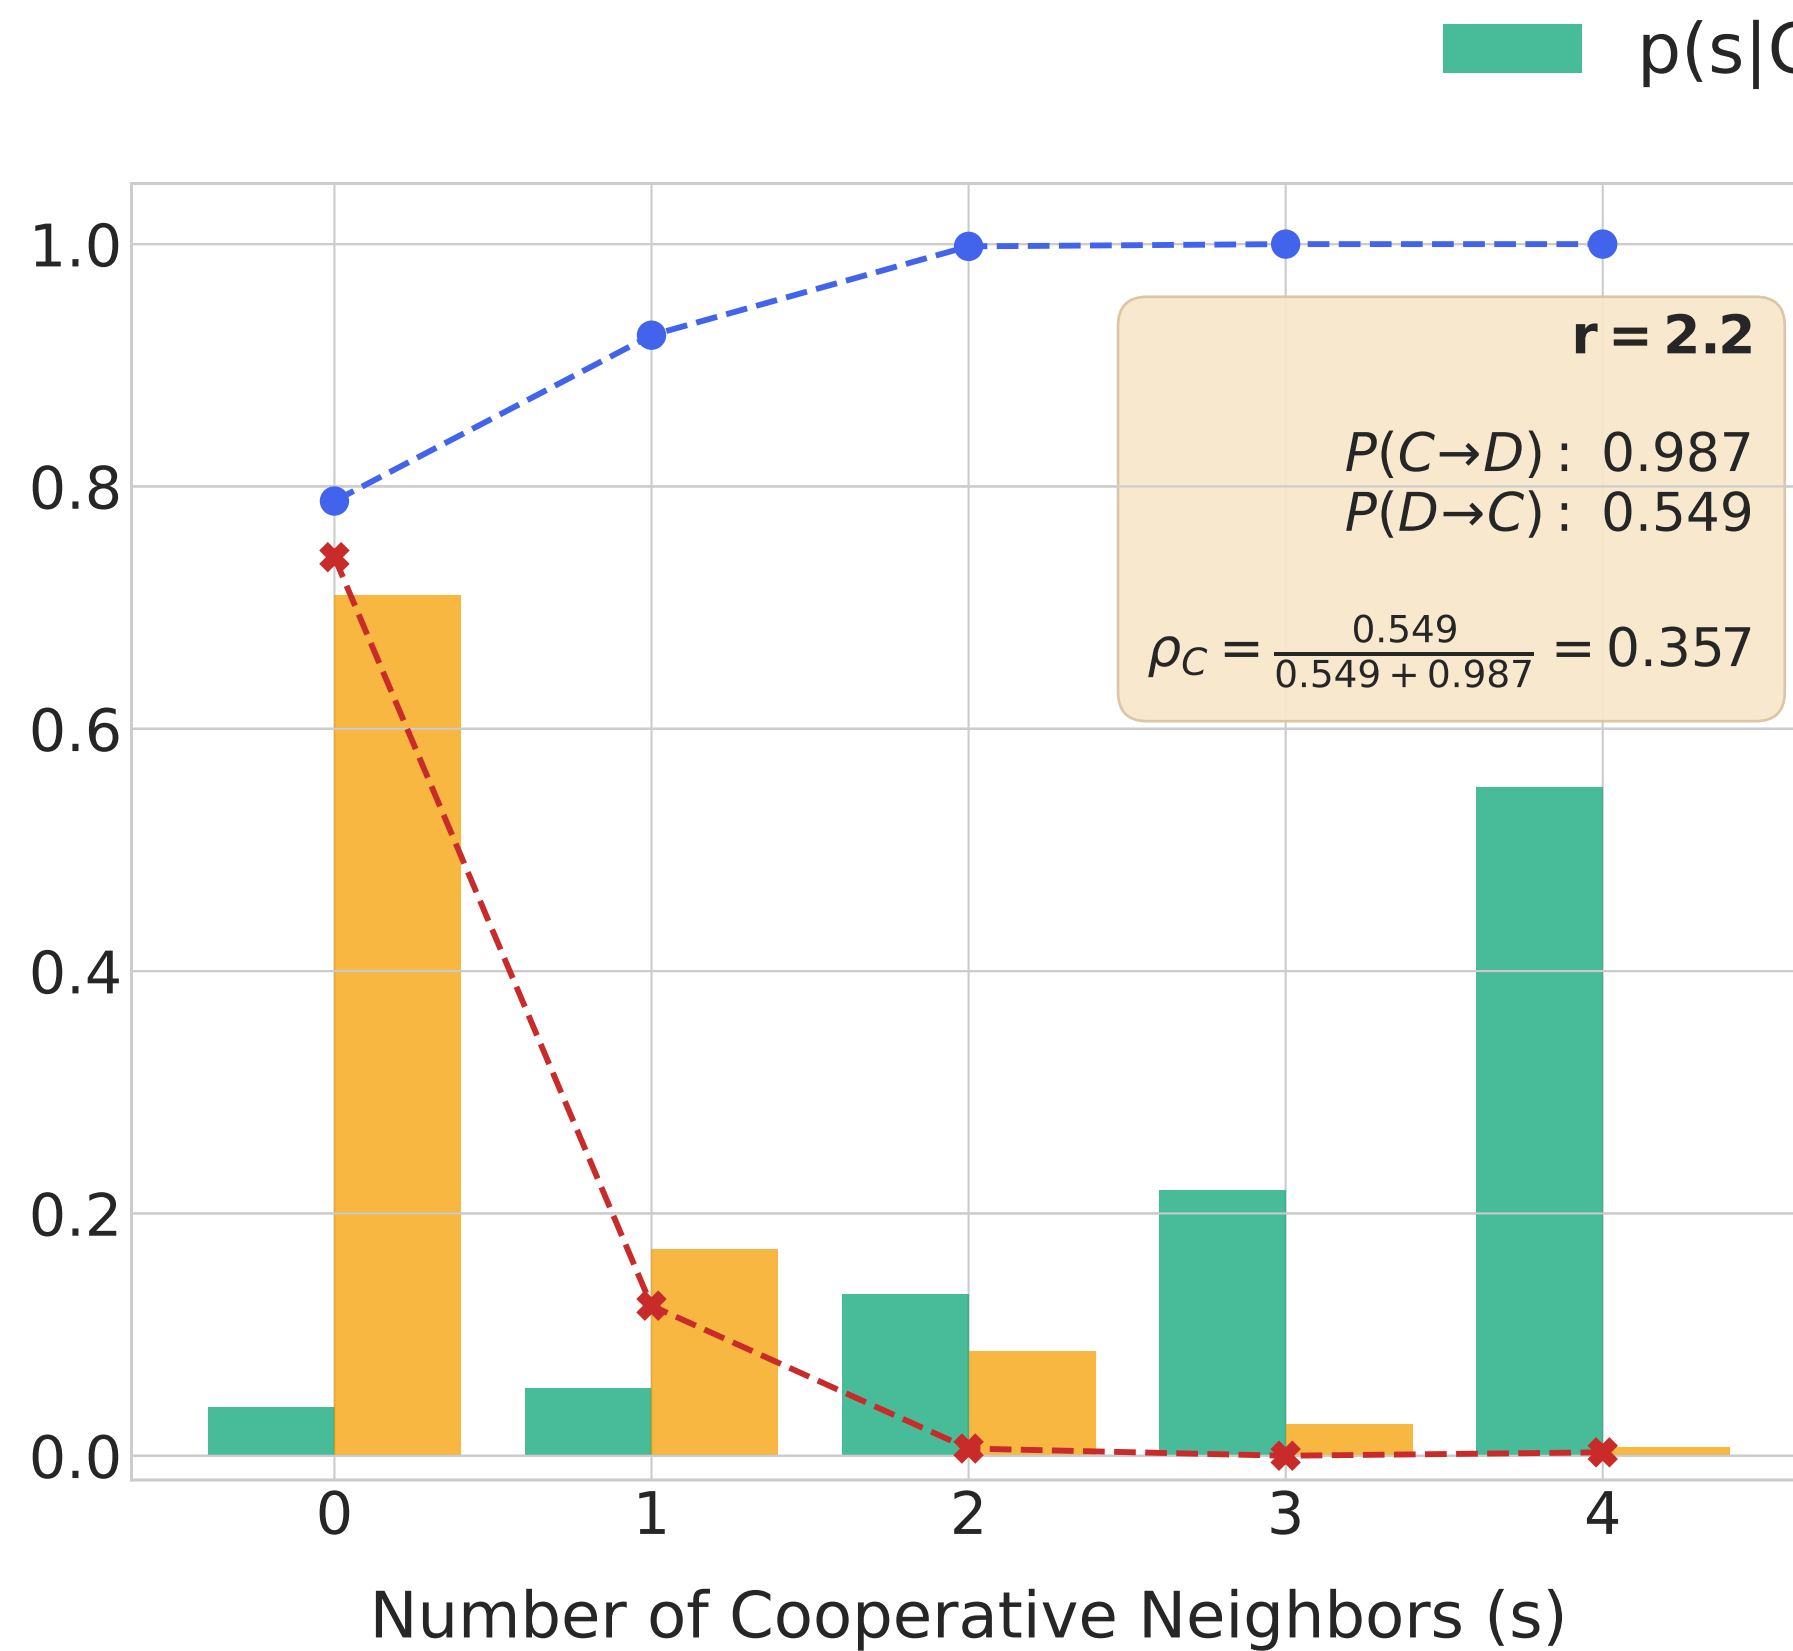 p(s|C
1.0
0.8
0.6
0.4
0.2
0.0
r = 2.2
P(C→D): 0.987
P(D→C): 0.549
ρ_C = 0.549 / 0.549 + 0.987 = 0.357
0 1 2 3 4
Number of Cooperative Neighbors (s)